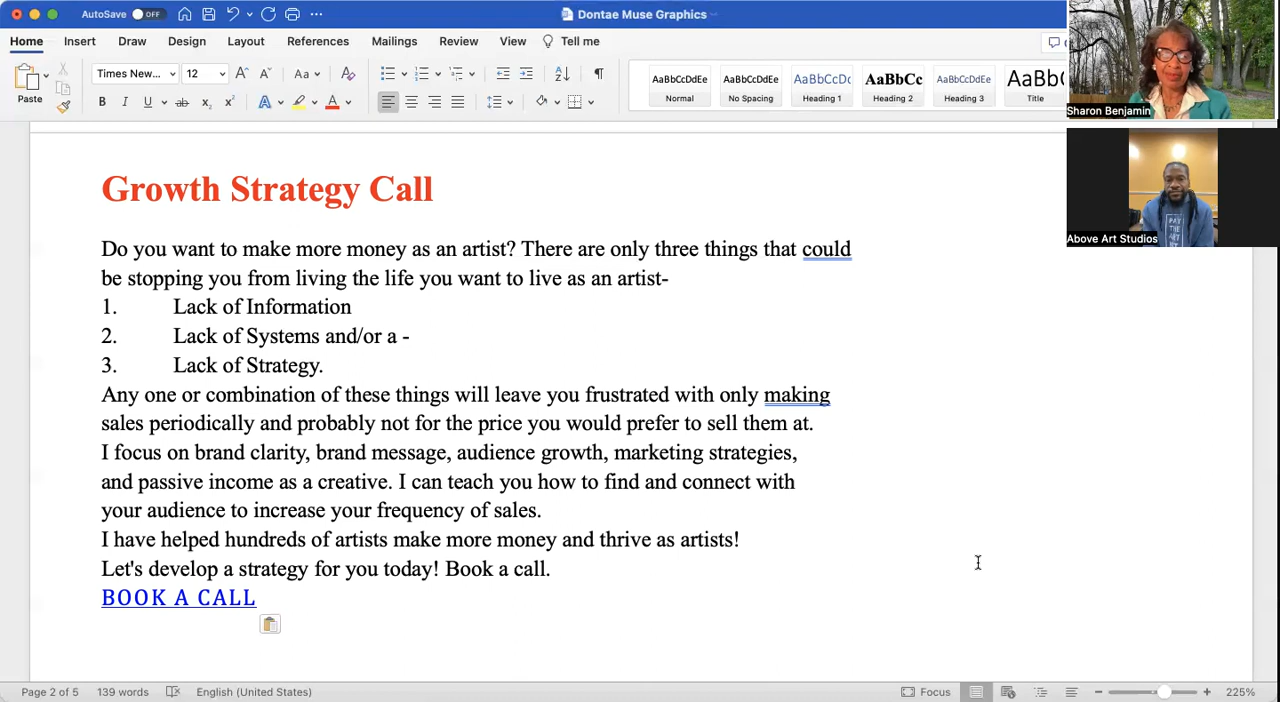 AutoSave OFF
Dontae Muse Graphics
Home Insert Draw Design Layout References Mailings Review View Tell me
Paste
Times New... 12
Aa
AaBbCcDdEe AaBbCcDdEe AaBbCcDc AaBbCc AaBbCcDdEe AaBb
Normal No Spacing Heading 1 Heading 2 Heading 3 Title
Sharon Benjamin
PAY
THE
ART
Above Art Studios
Growth Strategy Call
Do you want to make more money as an artist? There are only three things that could
be stopping you from living the life you want to live as an artist-
1. Lack of Information
2. Lack of Systems and/or a -
3. Lack of Strategy.
Any one or combination of these things will leave you frustrated with only making
sales periodically and probably not for the price you would prefer to sell them at.
I focus on brand clarity, brand message, audience growth, marketing strategies,
and passive income as a creative. I can teach you how to find and connect with
your audience to increase your frequency of sales.
I have helped hundreds of artists make more money and thrive as artists!
Let's develop a strategy for you today! Book a call.
BOOK A CALL
Page 2 of 5 139 words English (United States) Focus 225%